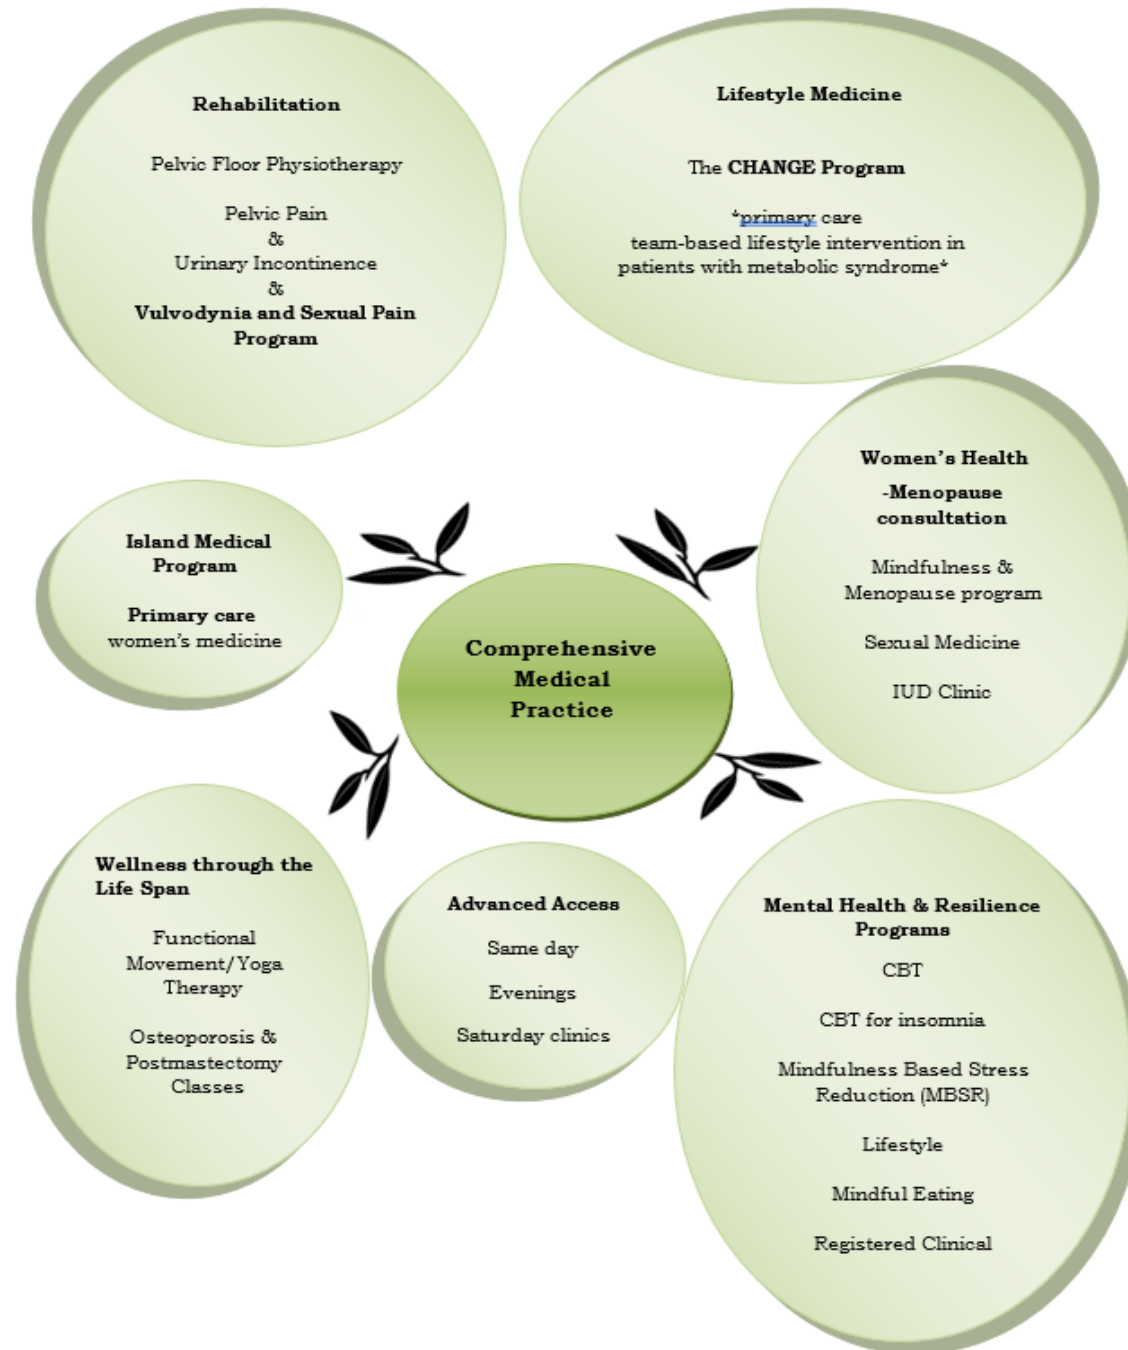 Rehabilitation
Pelvic Floor Physiotherapy
Pelvic Pain
&
Urinary Incontinence
&
Vulvodynia and Sexual Pain
Program
Lifestyle Medicine
The CHANGE Program
*primary care
team-based lifestyle intervention in
patients with metabolic syndrome*
Women's Health
-Menopause
consultation
Mindfulness &
Menopause program
Sexual Medicine
IUD Clinic
Island Medical
Program
Primary care
women's medicine
Comprehensive
Medical
Practice
Wellness through the
Life Span
Functional
Movement/Yoga
Therapy
Osteoporosis &
Postmastectomy
Classes
Advanced Access
Same day
Evenings
Saturday clinics
Mental Health & Resilience
Programs
CBT
CBT for insomnia
Mindfulness Based Stress
Reduction (MBSR)
Lifestyle
Mindful Eating
Registered Clinical